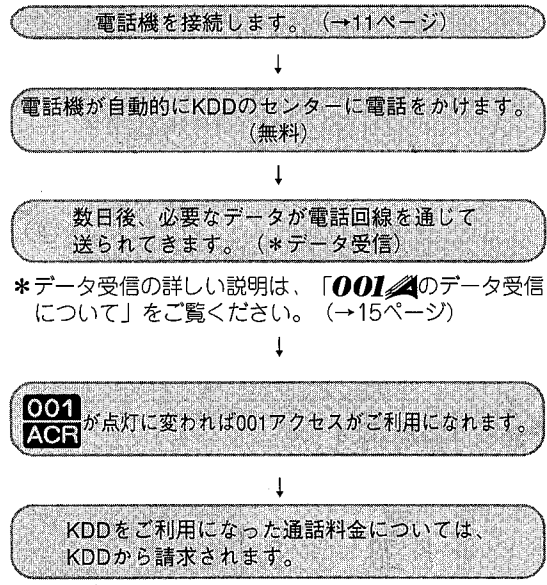 電話機を接続します。（→11ページ）
↓
電話機が自動的にKDDのセンターに電話をかけます。
（無料）
↓
数日後、必要なデータが電話回線を通じて
送られてきます。（＊データ受信）
＊データ受信の詳しい説明は、「001のデータ受信
について」をご覧ください。（→15ページ）
↓
001
ACR が点灯に変われば001アクセスがご利用になれます。
↓
KDDをご利用になった通話料金については、
KDDから請求されます。